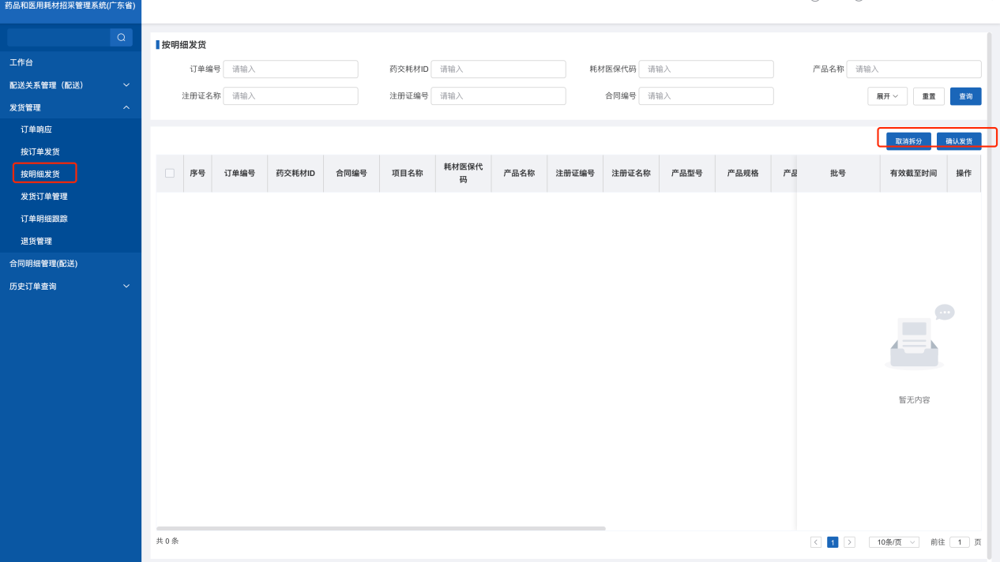 药品和医用耗材招采管理系统(广东省)
工作台
配送关系管理（配送）
发货管理
订单响应
按订单发货
按明细发货
发货订单管理
订单明细跟踪
退货管理
合同明细管理(配送)
历史订单查询
按明细发货
订单编号 请输入 药交耗材ID 请输入 耗材医保代码 请输入 产品名称 请输入
注册证名称 请输入 注册证编号 请输入 合同编号 请输入 展开 重置 查询
取消拆分 确认发货
序号 订单编号 药交耗材ID 合同编号 项目名称 耗材医保代码 产品名称 注册证编号 注册证名称 产品型号 产品规格 产品 批号 有效截至时间 操作
暂无内容
共 0 条 1 10条/页 前往 1 页